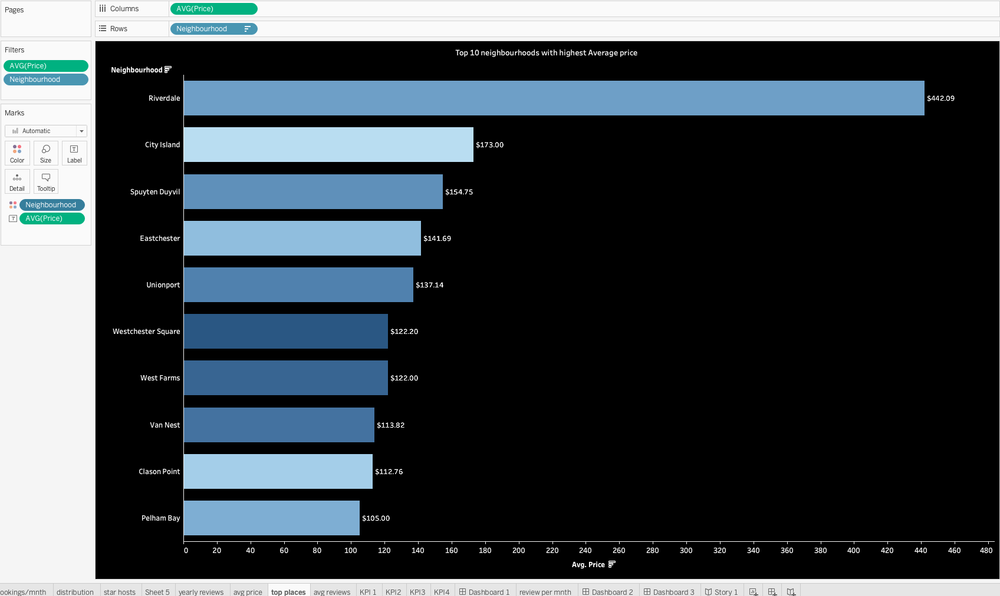 Pages
Columns
AVG(Price)
Rows
Neighbourhood
Filters
AVG(Price)
Neighbourhood
Marks
Automatic
Color
Size
T
Label
Detail
Tooltip
Neighbourhood
T
AVG(Price)
Top 10 neighbourhoods with highest Average price
Neighbourhood
Riverdale $442.09
City Island $173.00
Spuyten Duyvil $154.75
Eastchester $141.69
Unionport $137.14
Westchester Square $122.20
West Farms $122.00
Van Nest $113.82
Clason Point $112.76
Pelham Bay $105.00
0 20 40 60 80 100 120 140 160 180 200 220 240 260 280 300 320 340 360 380 400 420 440 460 480
Avg. Price
ookings/mnth distribution star hosts Sheet 5 yearly reviews avg price top places avg reviews KPI 1 KPI2 KPI3 KPI4 Dashboard 1 review per mnth Dashboard 2 Dashboard 3 Story 1